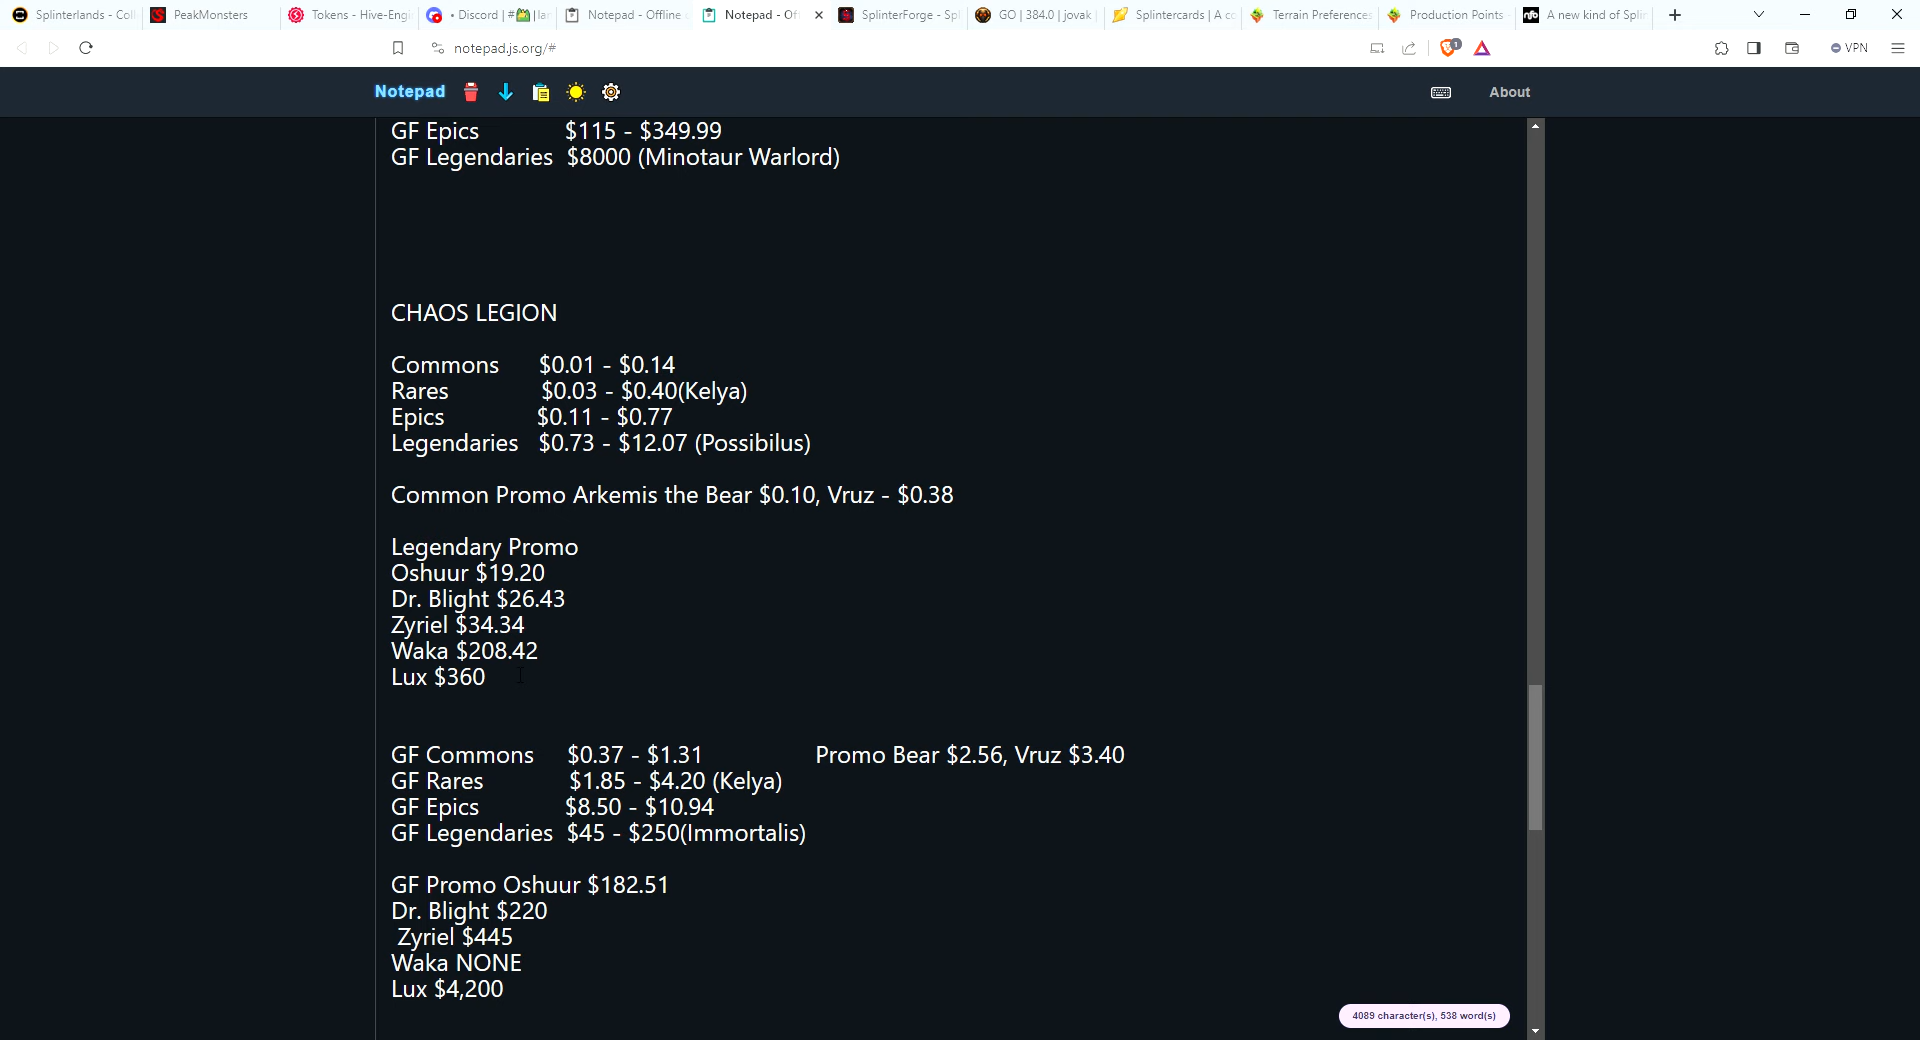 Splinterlands - Coll
PeakMonsters
Tokens - Hive-Engi
• Discord | #
Notepad - Offline
Notepad - Of
SplinterForge - Spl
GO | 384.0 | jovak
Splintercards | A co
Terrain Preferences
Production Points
A new kind of Splin
notepad.js.org/#
1
VPN
Notepad
About
GF Epics $115 - $349.99
GF Legendaries $8000 (Minotaur Warlord)
CHAOS LEGION
Commons $0.01 - $0.14
Rares $0.03 - $0.40(Kelya)
Epics $0.11 - $0.77
Legendaries $0.73 - $12.07 (Possibilus)
Common Promo Arkemis the Bear $0.10, Vruz - $0.38
Legendary Promo
Oshuur $19.20
Dr. Blight $26.43
Zyriel $34.34
Waka $208.42
Lux $360
GF Commons $0.37 - $1.31 Promo Bear $2.56, Vruz $3.40
GF Rares $1.85 - $4.20 (Kelya)
GF Epics $8.50 - $10.94
GF Legendaries $45 - $250(Immortalis)
GF Promo Oshuur $182.51
Dr. Blight $220
Zyriel $445
Waka NONE
Lux $4,200
4089 character(s), 538 word(s)